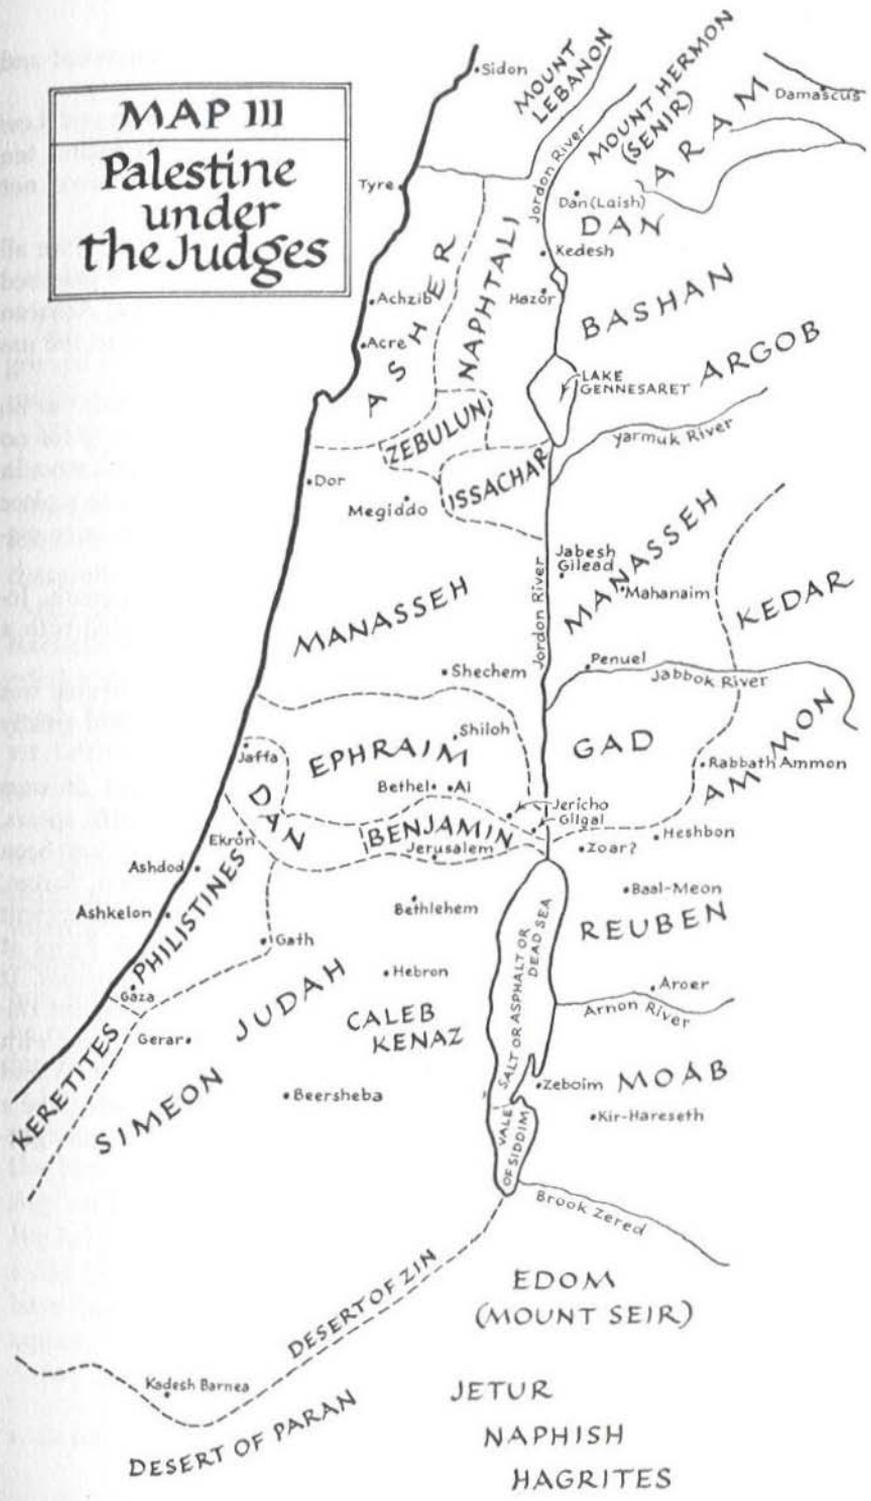 MAP III
Palestine
under
the Judges
Sidon
MOUNT
LEBANON
MOUNT HERMON
(SENIR)
ARAM
Damascus
Tyre
Jordon River
Dan (Laish)
DAN
Kedesh
ASHER
NAPHTALI
Hazor
BASHAN
ARGOB
Achzib
Acre
LAKE
GENNESARET
Yarmuk River
ZEBULUN
ISSACHAR
Dor
Megiddo
Jabesh
Gilead
MANASSEH
Mahanaim
KEDAR
MANASSEH
Jordon River
Shechem
Penuel
Jabbok River
Jaffa
EPHRAIM
Shiloh
GAD
AMMON
Rabbath Ammon
Bethel
AI
DAN
Jericho
Gilgal
BENJAMIN
Jerusalem
Heshbon
Zoar?
Ekron
Ashdod
PHILISTINES
Ashkelon
Bethlehem
Baal-Meon
REUBEN
Gath
SALT OR ASPHALT OR
DEAD SEA
Hebron
Aroer
Arnon River
Gaza
JUDAH
CALEB
KENAZ
Gerar
KERETITES
SIMEON
Beersheba
Zeboim
MOAB
Kir-Hareseth
VALE
OF SIDDIM
Brook Zered
DESERT OF ZIN
EDOM
(MOUNT SEIR)
Kadesh Barnea
DESERT OF PARAN
JETUR
NAPHISH
HAGRITES